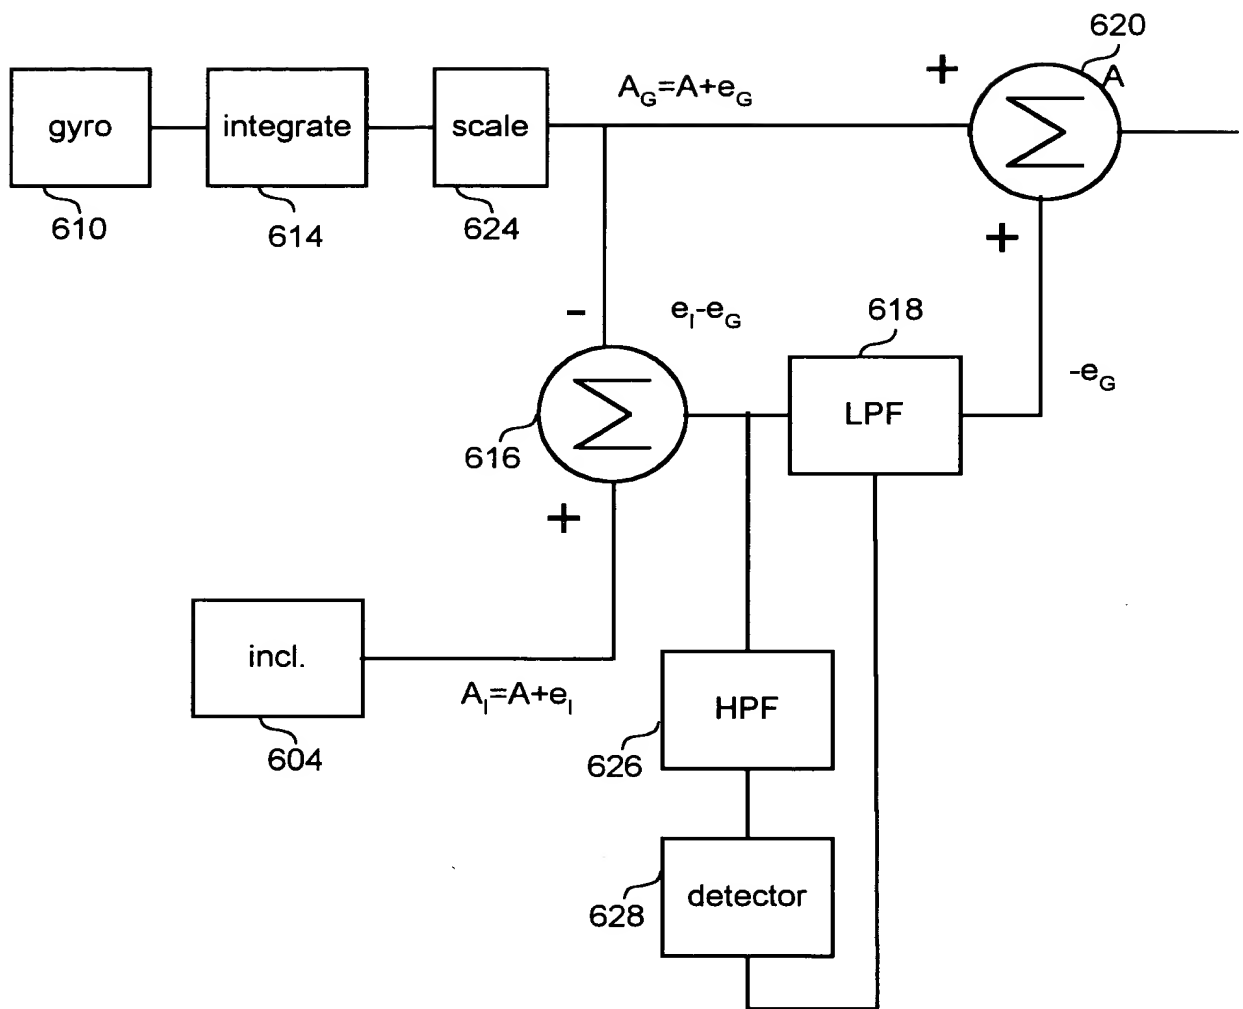 620
A
+
A_G=A+e_G
gyro
integrate
scale
Σ
610
614
624
+
-
e_I-e_G
618
-e_G
Σ
LPF
616
+
incl.
A_I=A+e_I
HPF
604
626
detector
628